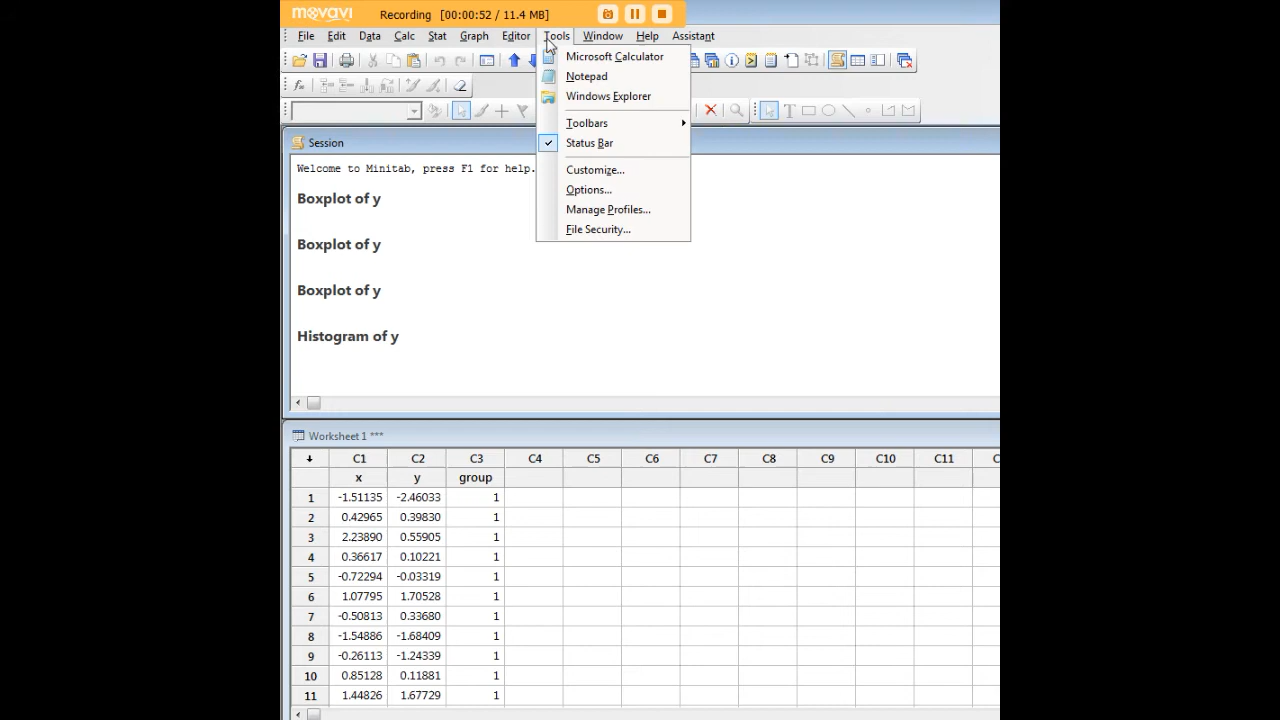 movavi Recording [00:00:52 / 11.4 MB]
File Edit Data Calc Stat Graph Editor Tools Window Help Assistant
Microsoft Calculator
Notepad
Windows Explorer
Toolbars
Status Bar
Customize...
Options...
Manage Profiles...
File Security...
Session
Welcome to Minitab, press F1 for help.
Boxplot of y
Boxplot of y
Boxplot of y
Histogram of y
Worksheet 1 ***
C1 C2 C3 C4 C5 C6 C7 C8 C9 C10 C11 C
x y group
1 -1.51135 -2.46033 1
2 0.42965 0.39830 1
3 2.23890 0.55905 1
4 0.36617 0.10221 1
5 -0.72294 -0.03319 1
6 1.07795 1.70528 1
7 -0.50813 0.33680 1
8 -1.54886 -1.68409 1
9 -0.26113 -1.24339 1
10 0.85128 0.11881 1
11 1.44826 1.67729 1